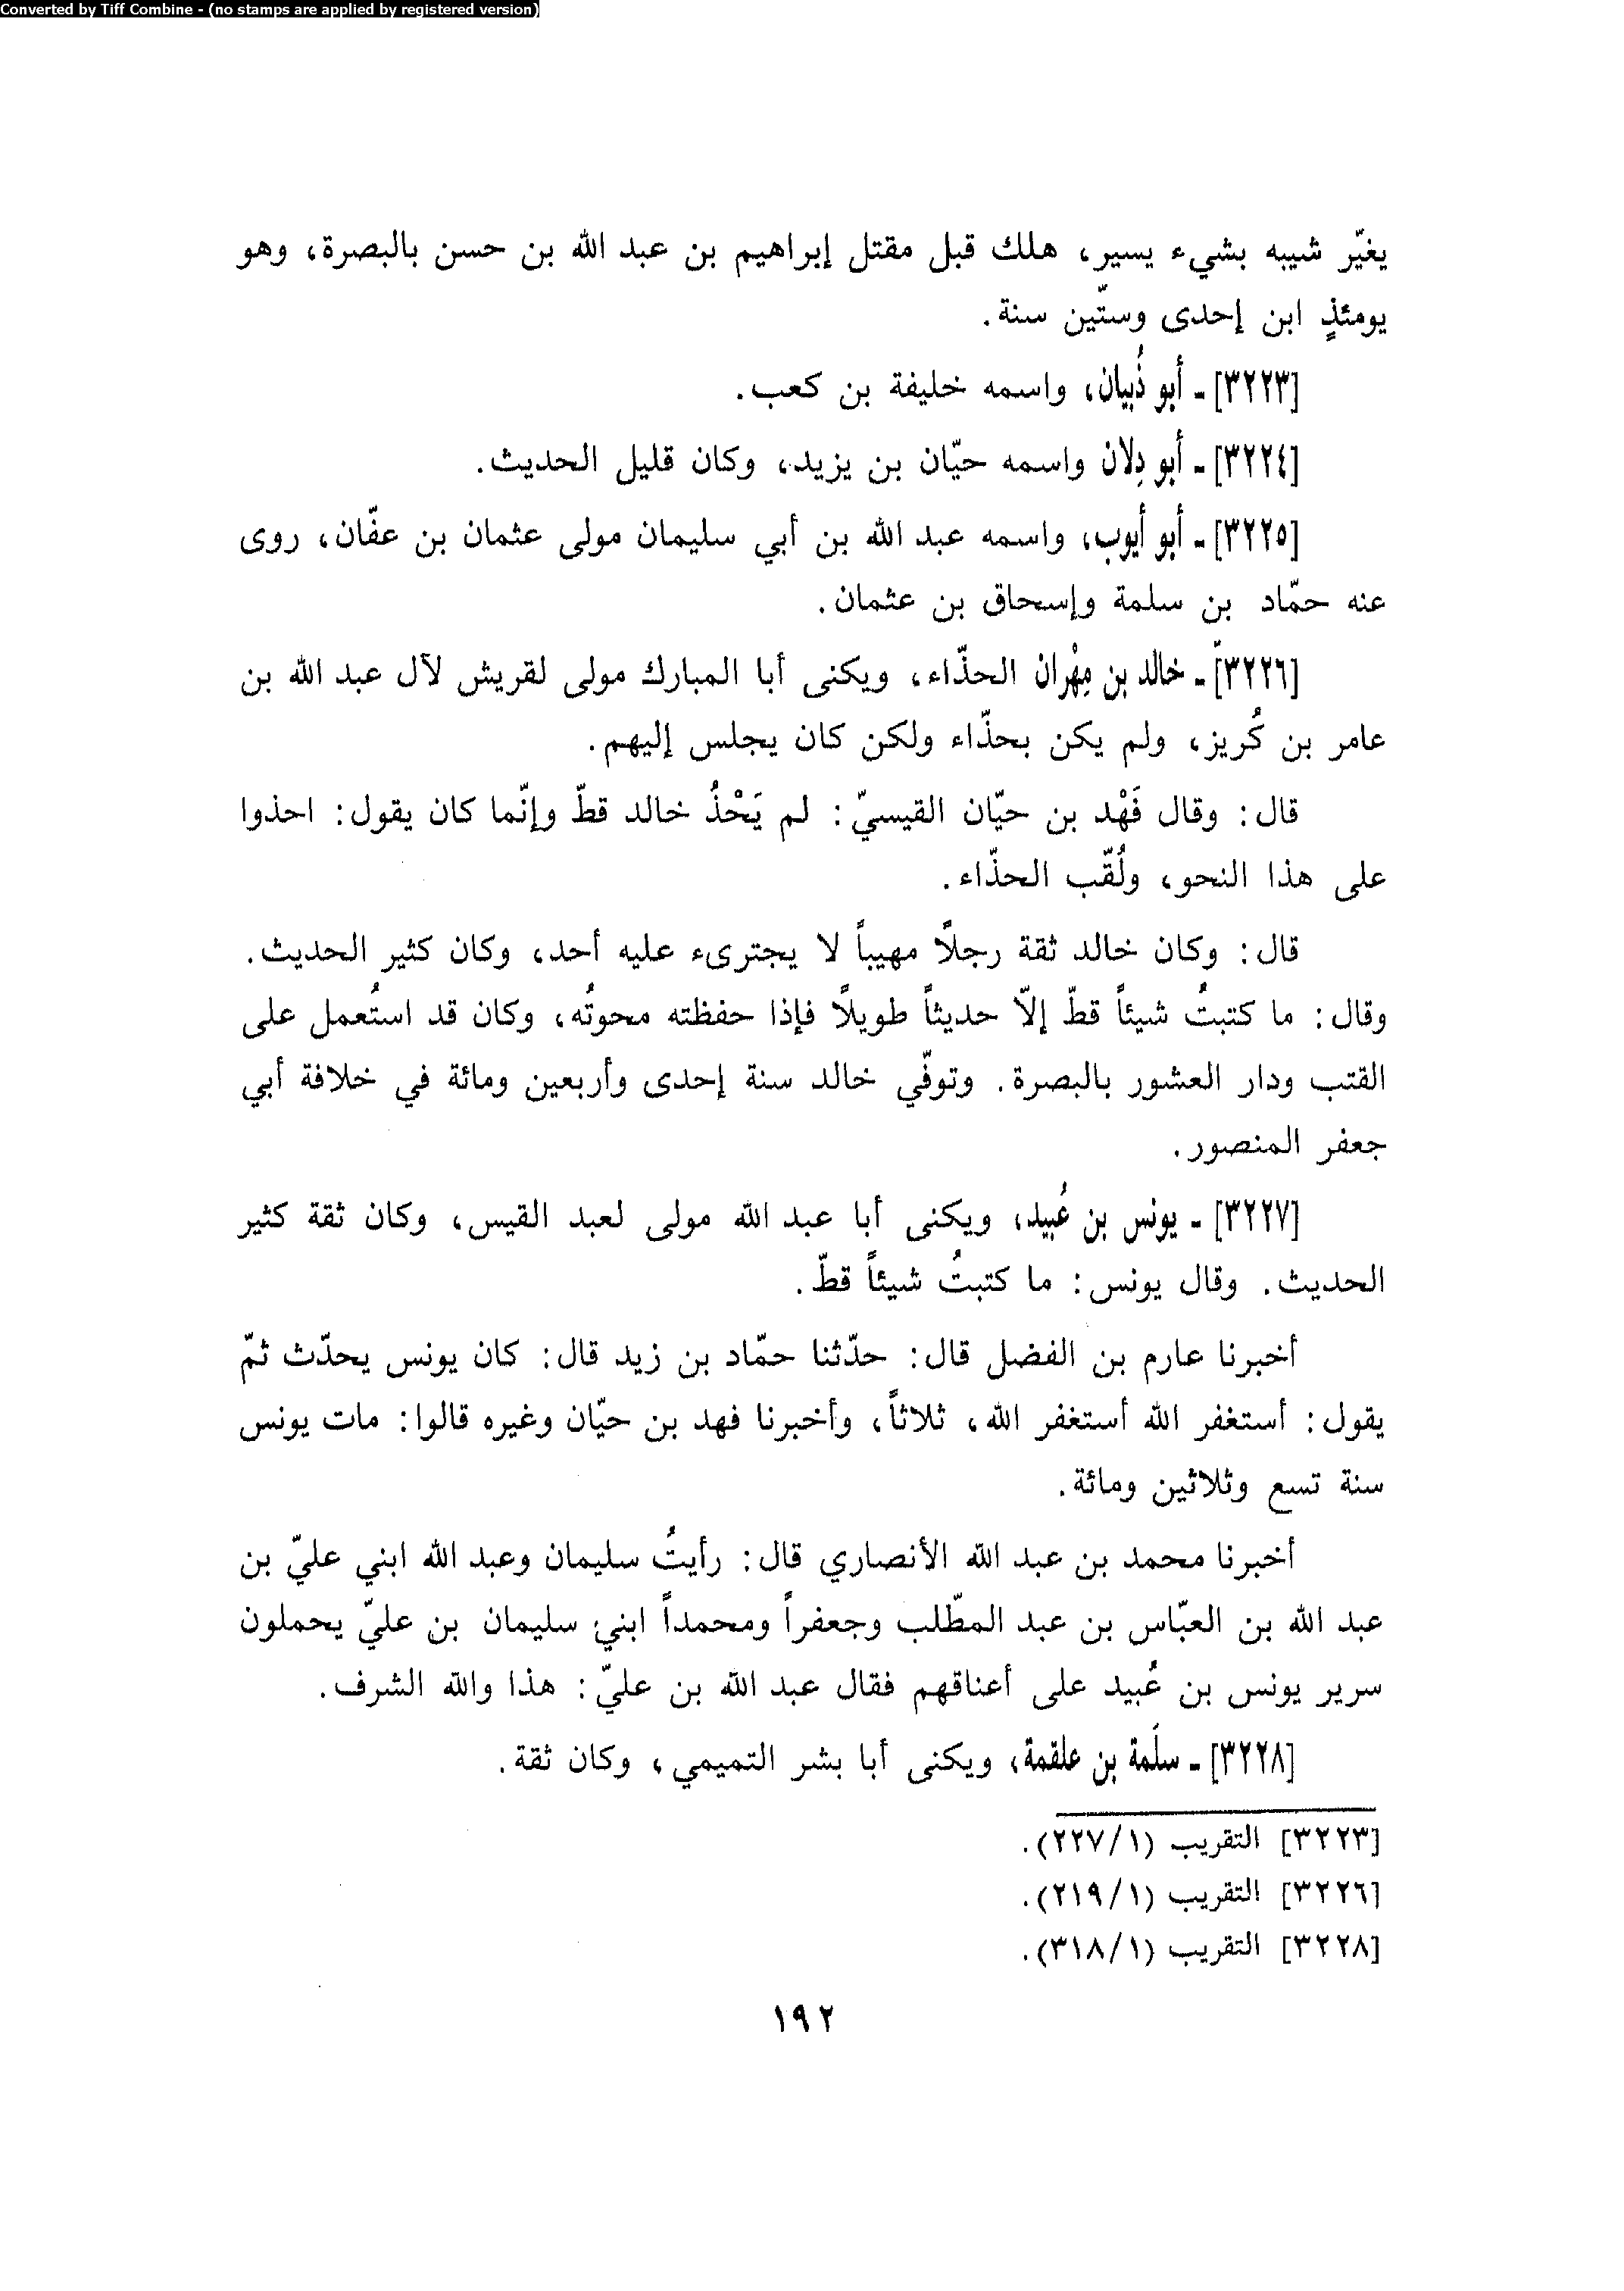 Converted by Tiff Combine - (no stamps are applied by registered version)
يغيّر شيبه بشيء يسير، هلك قبل مقتل إبراهيم بن عبد الله بن حسن بالبصرة، وهو
يومئذٍ ابن إحدى وستّين سنة.
[٣٢٢٣] ـ أبو ذُبيان، واسمه خليفة بن كعب.
[٣٢٢٤] ـ أبو دِلان واسمه حيّان بن يزيد، وكان قليل الحديث.
[٣٢٢٥] ـ أبو أيوب، واسمه عبد الله بن أبي سليمان مولى عثمان بن عفّان، روى
عنه حمّاد بن سلمة وإسحاق بن عثمان.
[٣٢٢٦] ـ خالد بن مِهْران الحذّاء، ويكنى أبا المبارك مولى لقريش لآل عبد الله بن
عامر بن كُريز، ولم يكن بحذّاء ولكن كان يجلس إليهم.
قال: وقال فَهْد بن حيّان القيسيّ: لم يَحْذُ خالد قطّ وإنّما كان يقول: احذوا
على هذا النحو، ولُقّب الحذّاء.
قال: وكان خالد ثقة رجلاً مهيباً لا يجترىء عليه أحد، وكان كثير الحديث.
وقال: ما كتبتُ شيئاً قطّ إلاّ حديثاً طويلاً فإذا حفظته محوتُه، وكان قد استُعمل على
القتب ودار العشور بالبصرة. وتوفّي خالد سنة إحدى وأربعين ومائة في خلافة أبي
جعفر المنصور.
[٣٢٢٧] ـ يونس بن عُبيد، ويكنى أبا عبد الله مولى لعبد القيس، وكان ثقة كثير
الحديث. وقال يونس: ما كتبتُ شيئاً قطّ.
أخبرنا عارم بن الفضل قال: حدّثنا حمّاد بن زيد قال: كان يونس يحدّث ثمّ
يقول: أستغفر الله أستغفر الله، ثلاثاً، وأخبرنا فهد بن حيّان وغيره قالوا: مات يونس
سنة تسع وثلاثين ومائة.
أخبرنا محمد بن عبد الله الأنصاري قال: رأيتُ سليمان وعبد الله ابني عليّ بن
عبد الله بن العبّاس بن عبد المطّلب وجعفراً ومحمداً ابني سليمان بن عليّ يحملون
سرير يونس بن عُبيد على أعناقهم فقال عبد الله بن عليّ: هذا والله الشرف.
[٣٢٢٨] ـ سلَمة بن علقمة، ويكنى أبا بشر التميمي، وكان ثقة.
[٣٢٢٣] التقريب (١/ ٢٢٧).
[٣٢٢٦] التقريب (١/ ٢١٩).
[٣٢٢٨] التقريب (١/ ٣١٨).
١٩٢